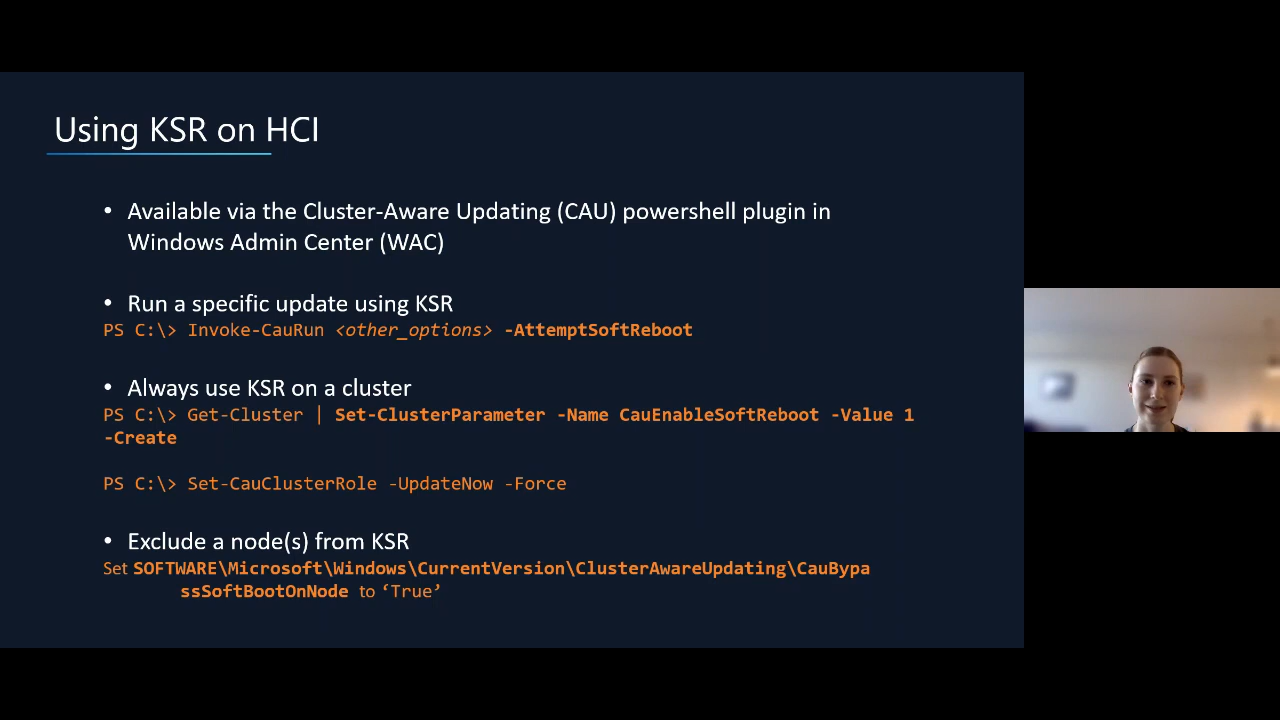 Using KSR on HCI
• Available via the Cluster-Aware Updating (CAU) powershell plugin in
Windows Admin Center (WAC)
• Run a specific update using KSR
PS C:\> Invoke-CauRun <other_options> -AttemptSoftReboot
• Always use KSR on a cluster
PS C:\> Get-Cluster | Set-ClusterParameter -Name CauEnableSoftReboot -Value 1
-Create
PS C:\> Set-CauClusterRole -UpdateNow -Force
• Exclude a node(s) from KSR
Set SOFTWARE\Microsoft\Windows\CurrentVersion\ClusterAwareUpdating\CauBypa
ssSoftBootOnNode to ‘True’